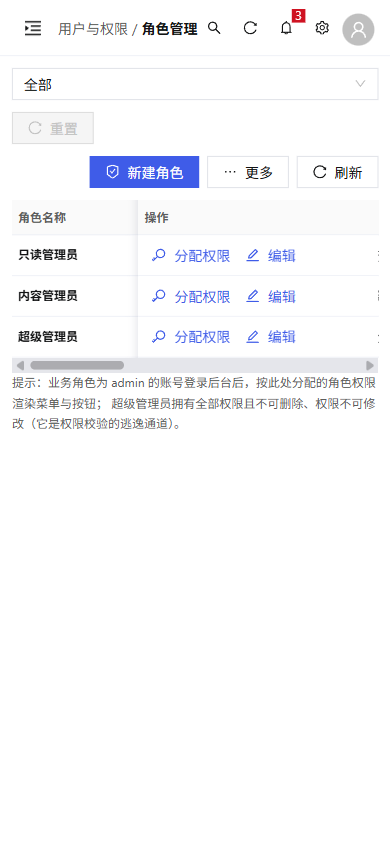 用户与权限 / 角色管理
3
全部
重置
新建角色 更多 刷新
角色名称 操作
只读管理员 分配权限 编辑
内容管理员 分配权限 编辑
超级管理员 分配权限 编辑
提示：业务角色为 admin 的账号登录后台后，按此处分配的角色权限
渲染菜单与按钮； 超级管理员拥有全部权限且不可删除、权限不可修
改（它是权限校验的逃逸通道）。